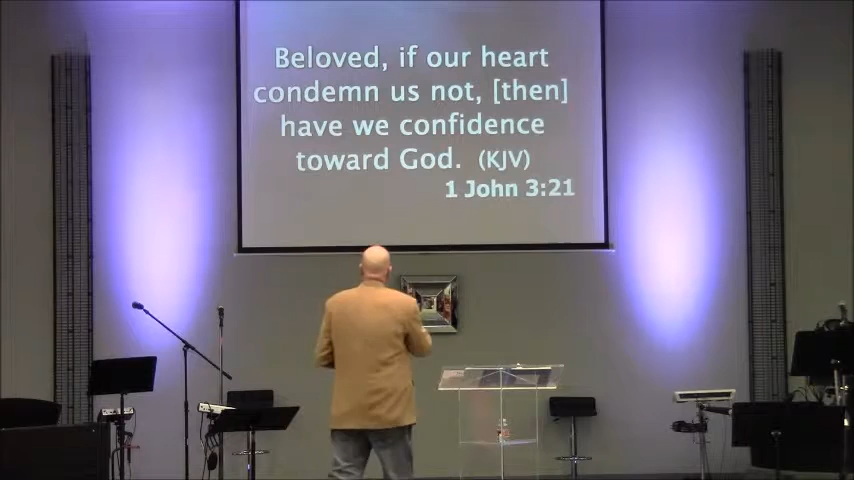 Beloved, if our heart
condemn us not, [then]
have we confidence
toward God. (KJV)
1 John 3:21